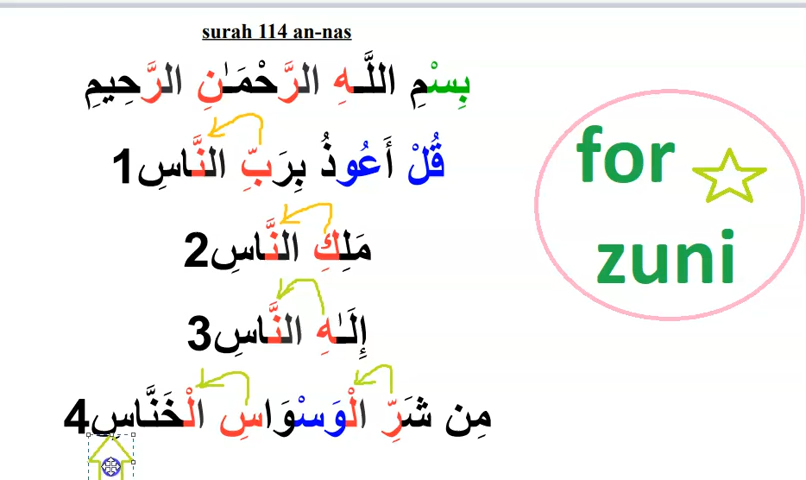 surah 114 an-nas
بِسْمِ اللَّـهِ الرَّحْمَـٰنِ الرَّحِيمِ
قُلْ أَعُوذُ بِرَبِّ النَّاسِ1
مَلِكِ النَّاسِ2
إِلَـٰهِ النَّاسِ3
مِن شَرِّ الْوَسْوَاسِ الْخَنَّاسِ4
for
zuni